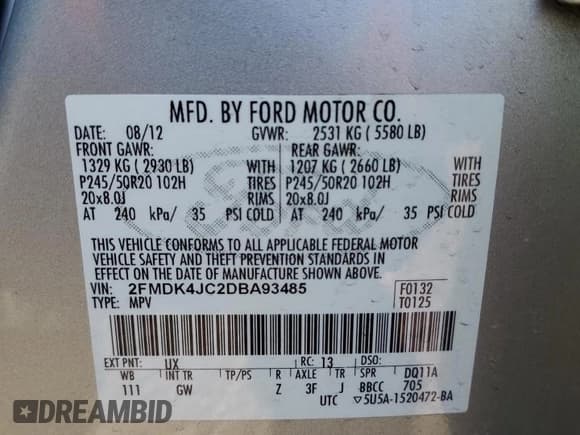 MFD. BY FORD MOTOR CO.
DATE: 08/12 GVWR: 2531 KG ( 5580 LB)
FRONT GAWR: REAR GAWR:
1329 KG ( 2930 LB) WITH 1207 KG ( 2660 LB) WITH
P245/50R20 102H TIRES P245/50R20 102H TIRES
20x8.0J RIMS 20x8.0J RIMS
AT 240 kPa/ 35 PSI COLD AT 240 kPa/ 35 PSI COLD
THIS VEHICLE CONFORMS TO ALL APPLICABLE FEDERAL MOTOR
VEHICLE SAFETY AND THEFT PREVENTION STANDARDS IN
EFFECT ON THE DATE OF MANUFACTURE SHOWN ABOVE.
VIN: 2FMDK4JC2DBA93485 F0132
TYPE: MPV T0125
EXT PNT: UX RC: 13 DSO:
WB INT TR TP/PS R AXLE TR SPR DQ11A
111 GW Z 3F J BBCC 705
UTC 5U5A-1520472-BA
DREAMBID